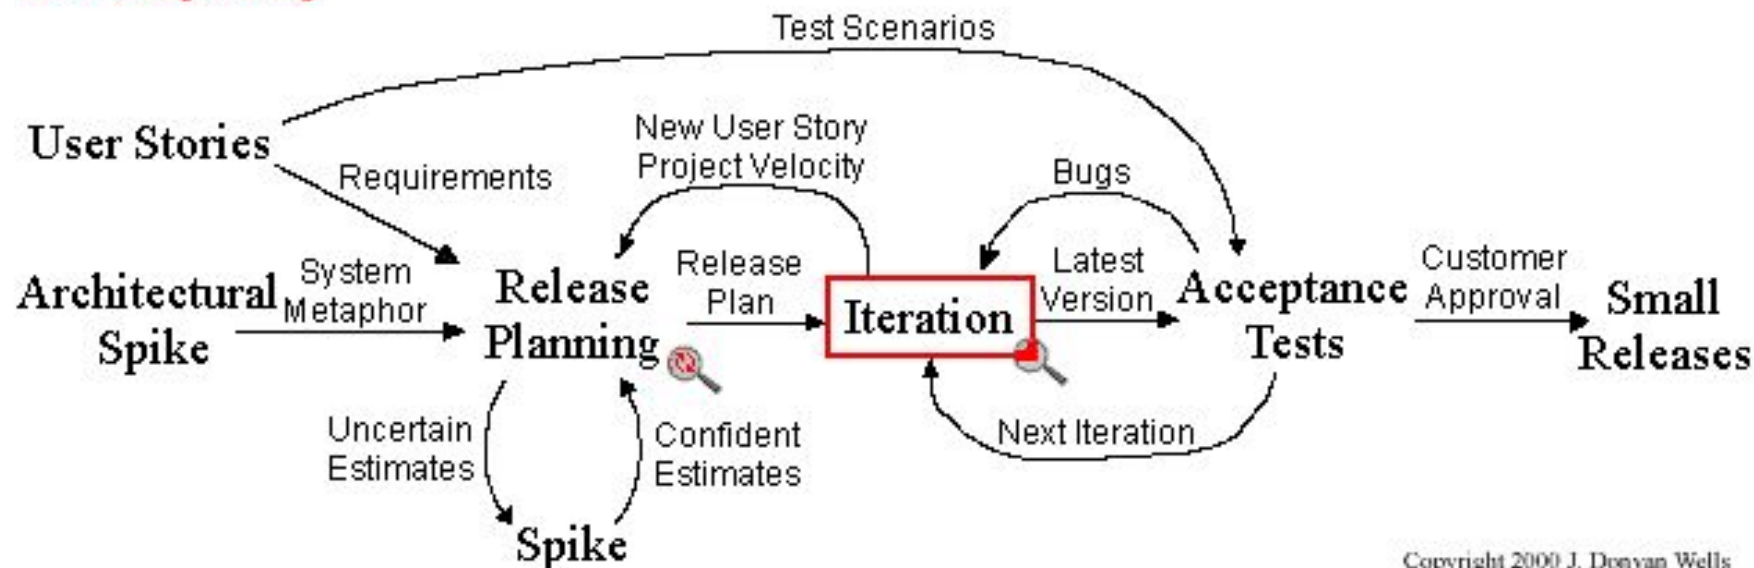 Test Scenarios
User Stories
New User Story
Project Velocity
Requirements
Bugs
Architectural
Spike
System
Metaphor
Release
Planning
Release
Plan
Iteration
Latest
Version
Acceptance
Tests
Customer
Approval
Small
Releases
Uncertain
Estimates
Confident
Estimates
Next Iteration
Spike
Copyright 2000 J. Donvan Wells